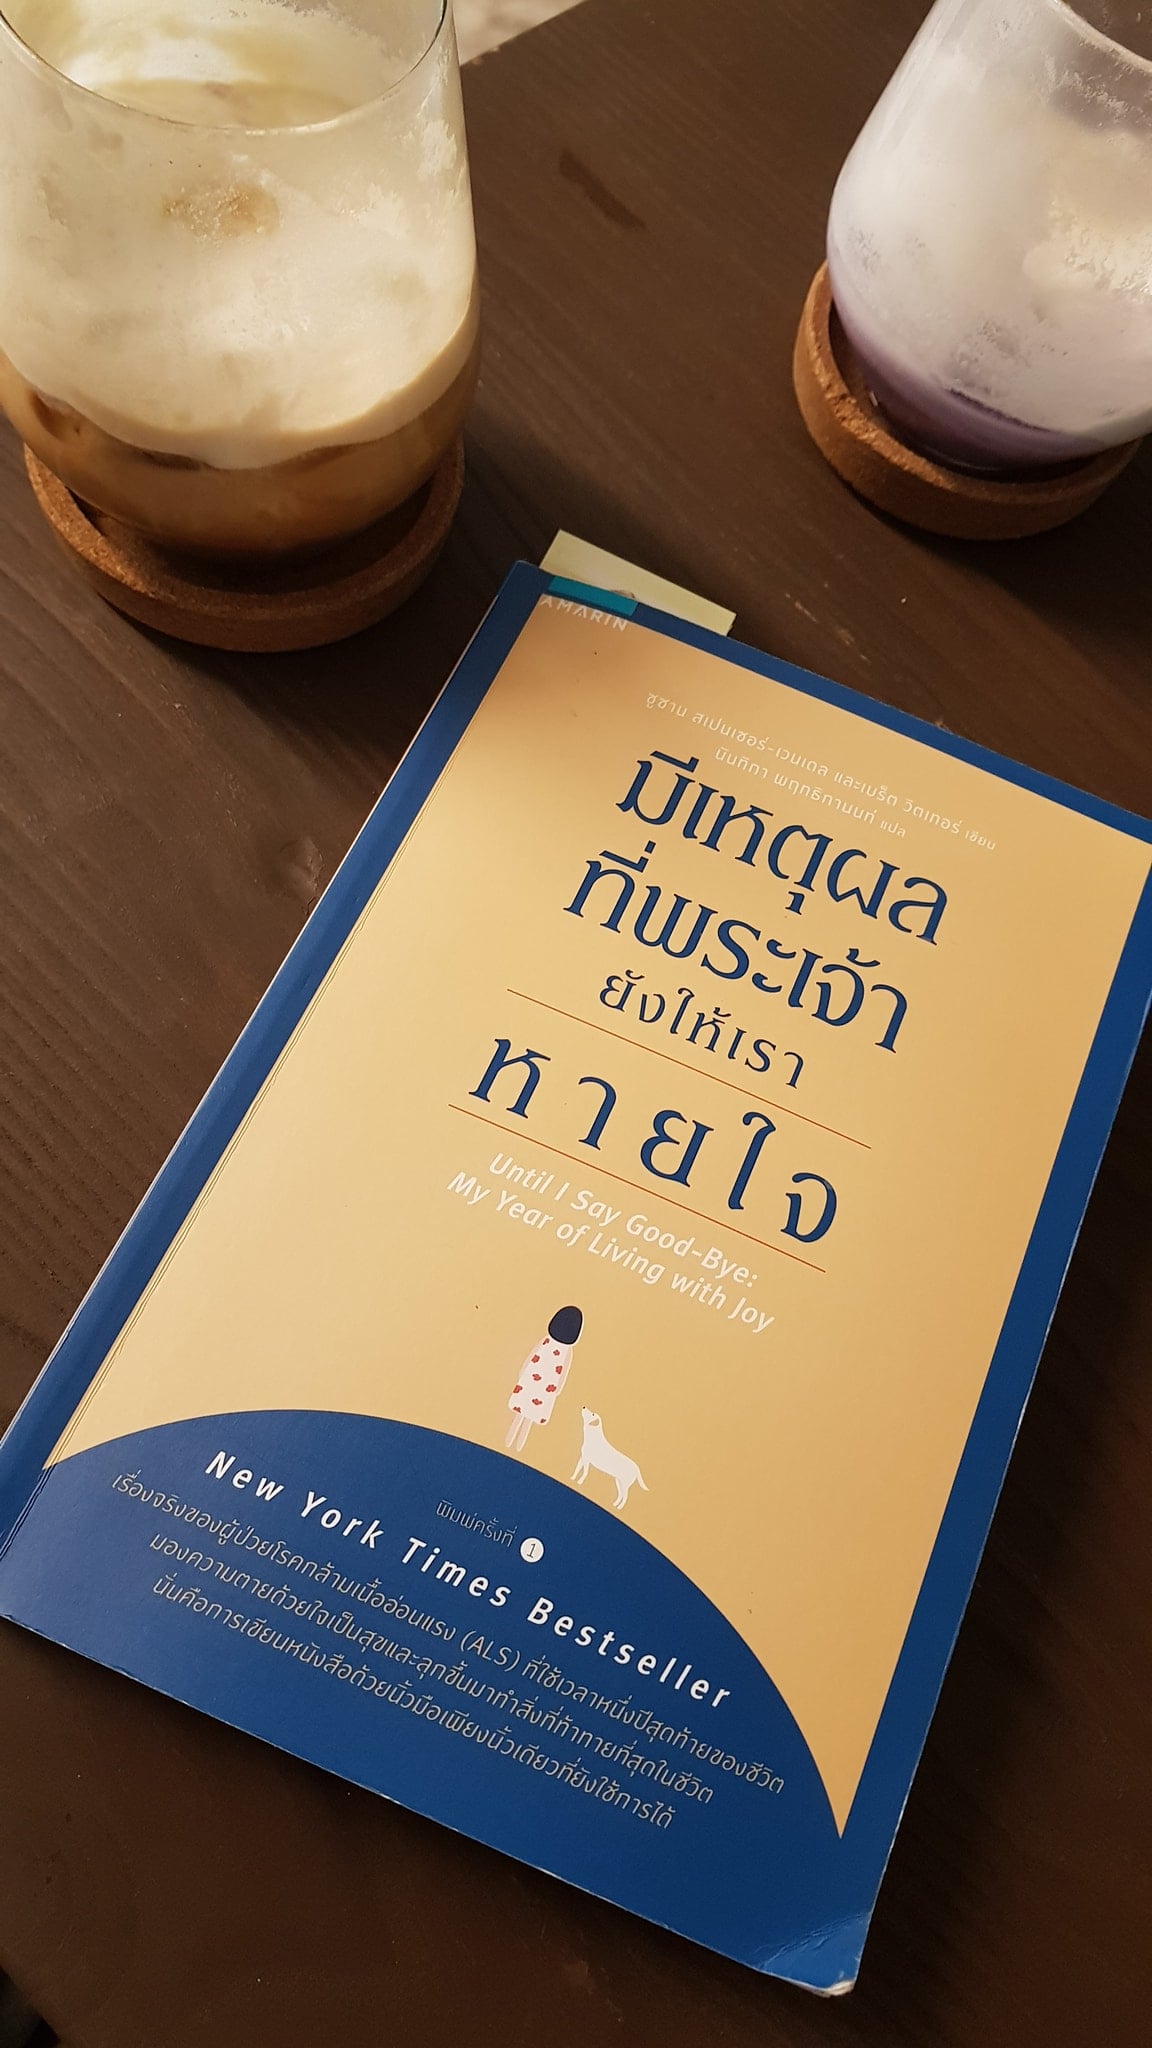 AMARIN
ซูซาน สเปนเซอร์-เวนเดล และเบร็ต วิตเทอร์ เขียน
นันทิกา พฤทธิกานนท์ แปล
มีเหตุผล
ที่พระเจ้า
ยังให้เรา
หายใจ
Until I Say Good-Bye:
My Year of Living with Joy
พิมพ์ครั้งที่ 1
New York Times Bestseller
เรื่องจริงของผู้ป่วยโรคกล้ามเนื้ออ่อนแรง (ALS) ที่ใช้เวลาหนึ่งปีสุดท้ายของชีวิต
มองความตายด้วยใจเป็นสุขและลุกขึ้นมาทำสิ่งที่ท้าทายที่สุดในชีวิต
นั่นคือการเขียนหนังสือด้วยนิ้วมือเพียงนิ้วเดียวที่ยังใช้การได้